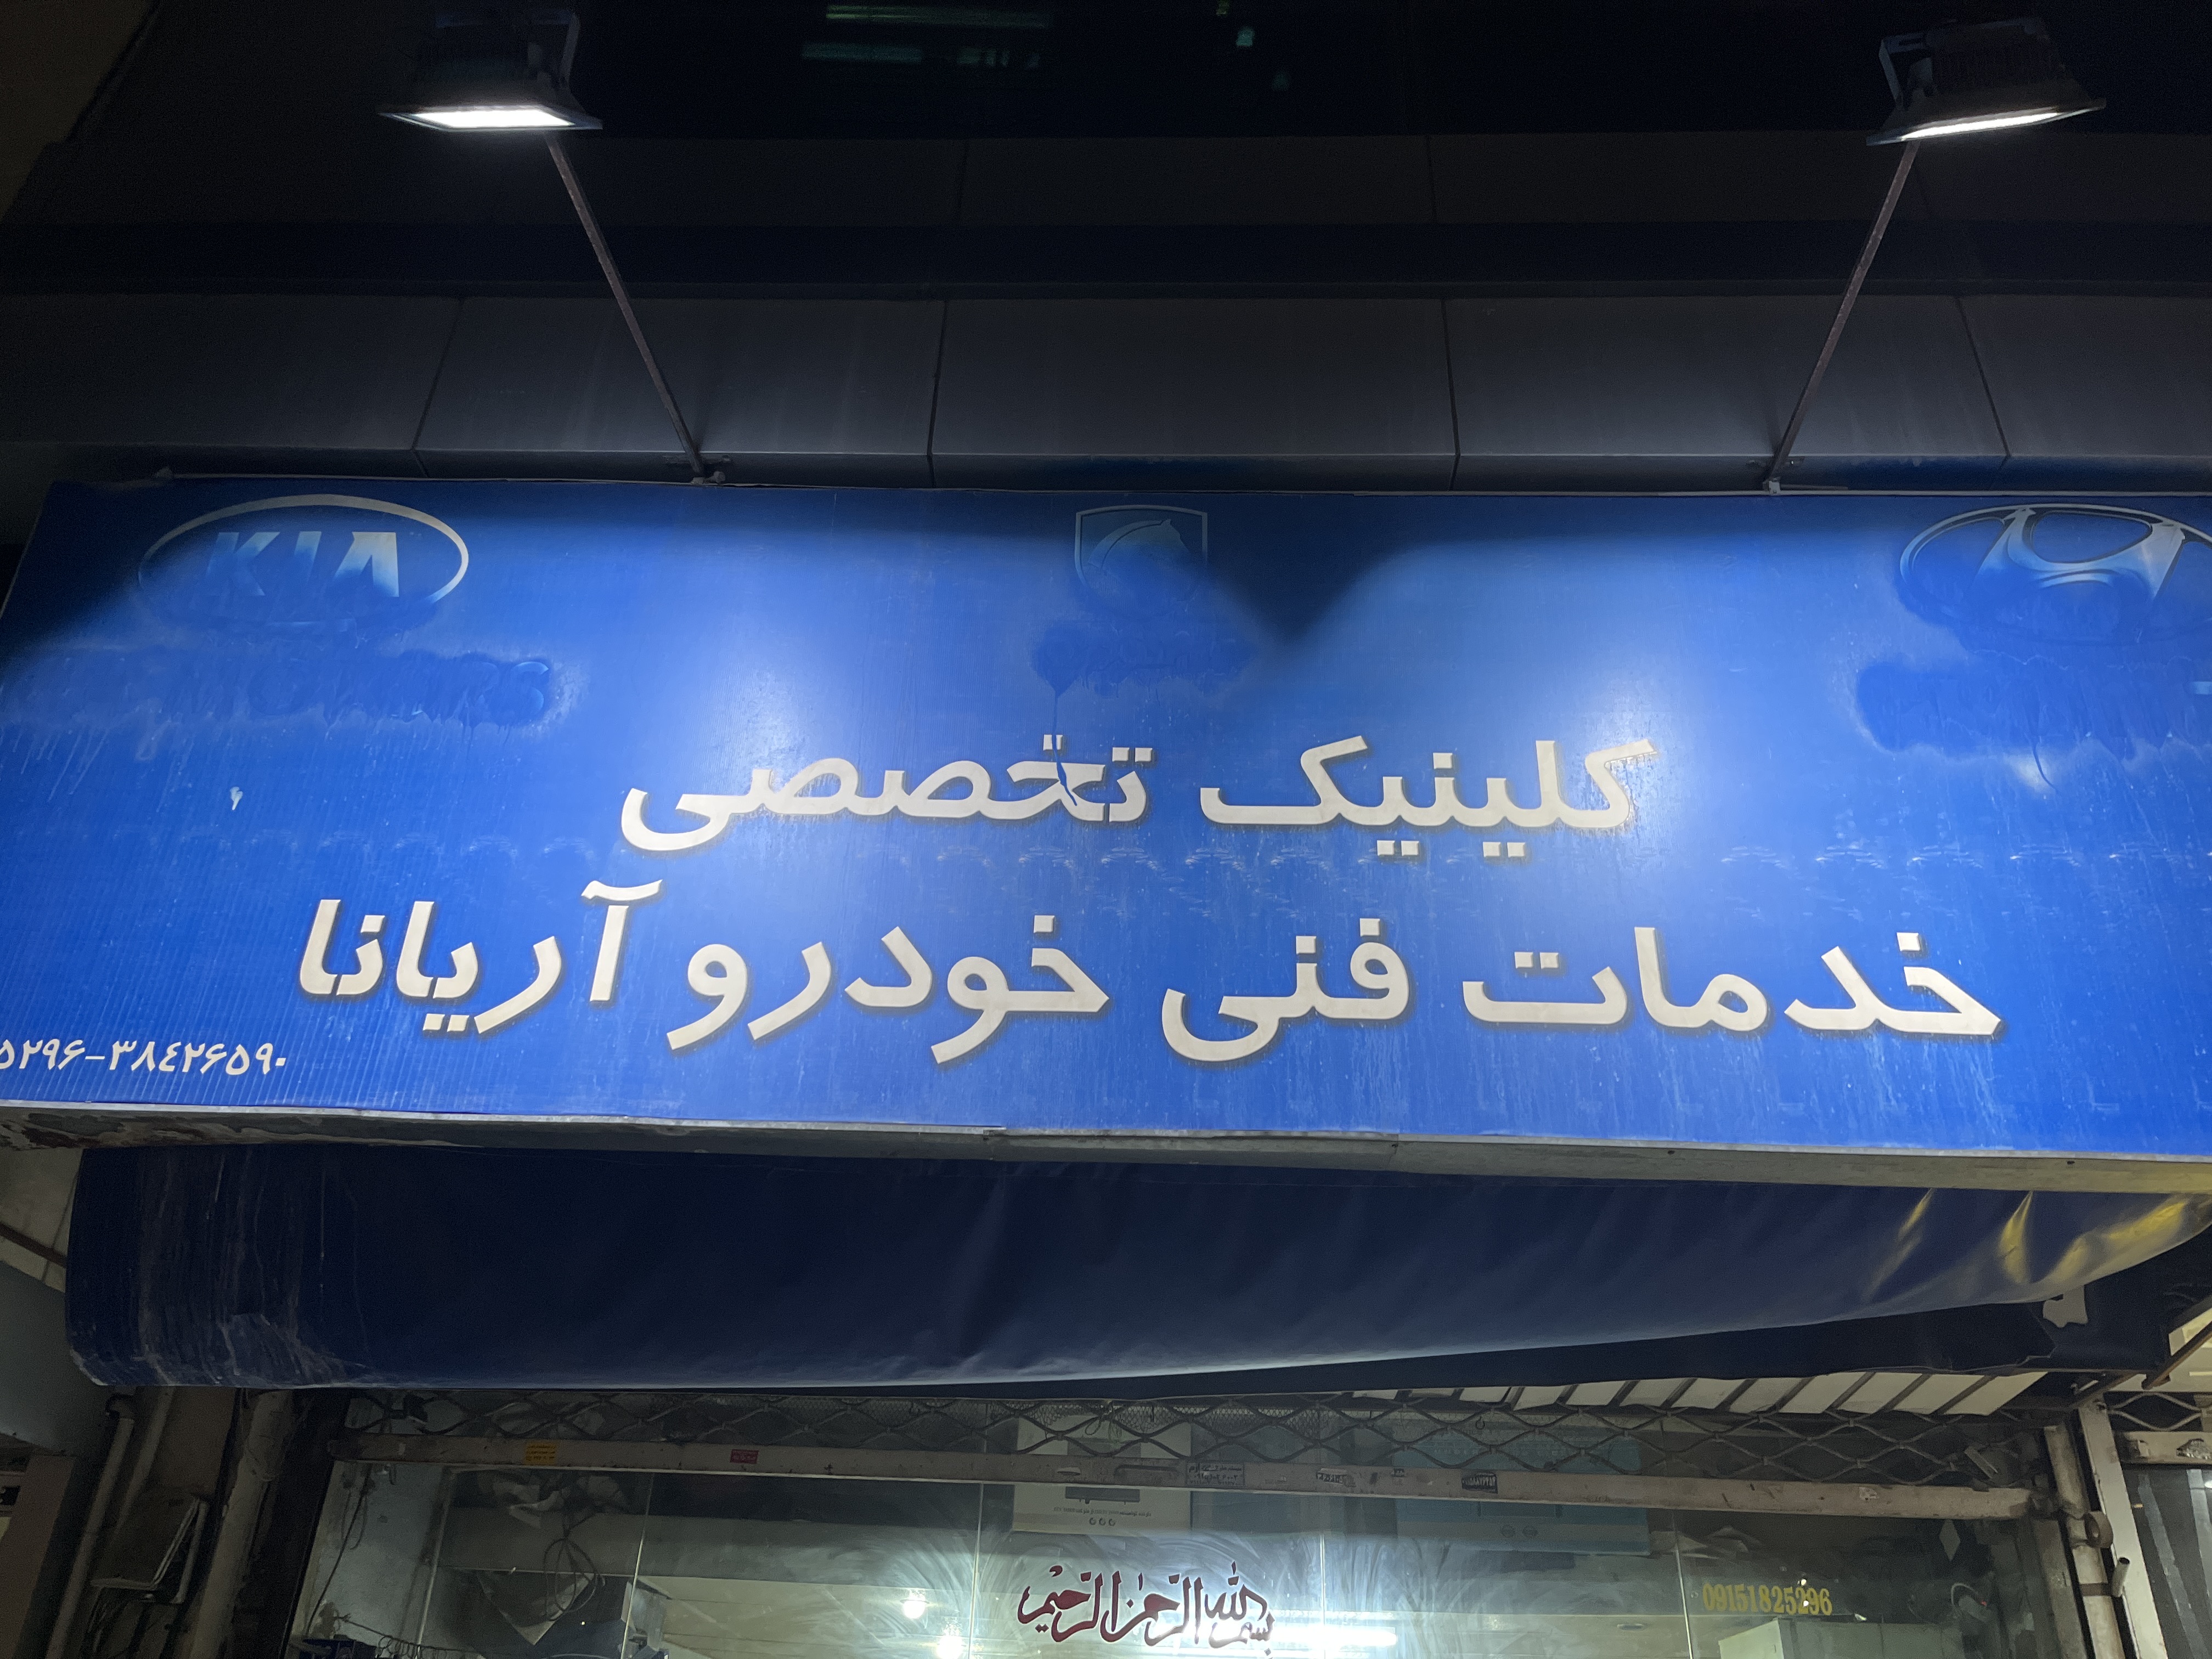 KIA
کلینیک تخصصی
خدمات فنی خودرو آریانا
۵۲۹۶-۳۸۴۲۶۵۹۰
بسم الله الرحمن الرحیم
09151825296